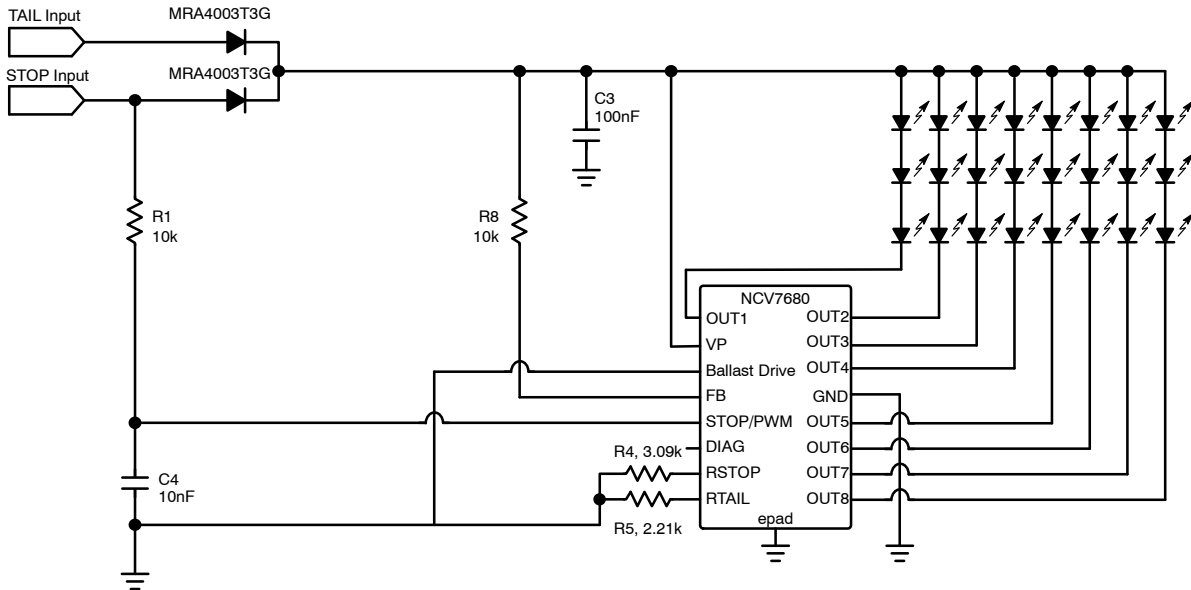 TAIL Input
MRA4003T3G
STOP Input
MRA4003T3G
C3
100nF
R1
10k
R8
10k
NCV7680
OUT1
OUT2
VP
OUT3
Ballast Drive
OUT4
FB
GND
STOP/PWM
OUT5
R4, 3.09k
DIAG
OUT6
C4
10nF
RSTOP
OUT7
RTAIL
OUT8
R5, 2.21k
epad